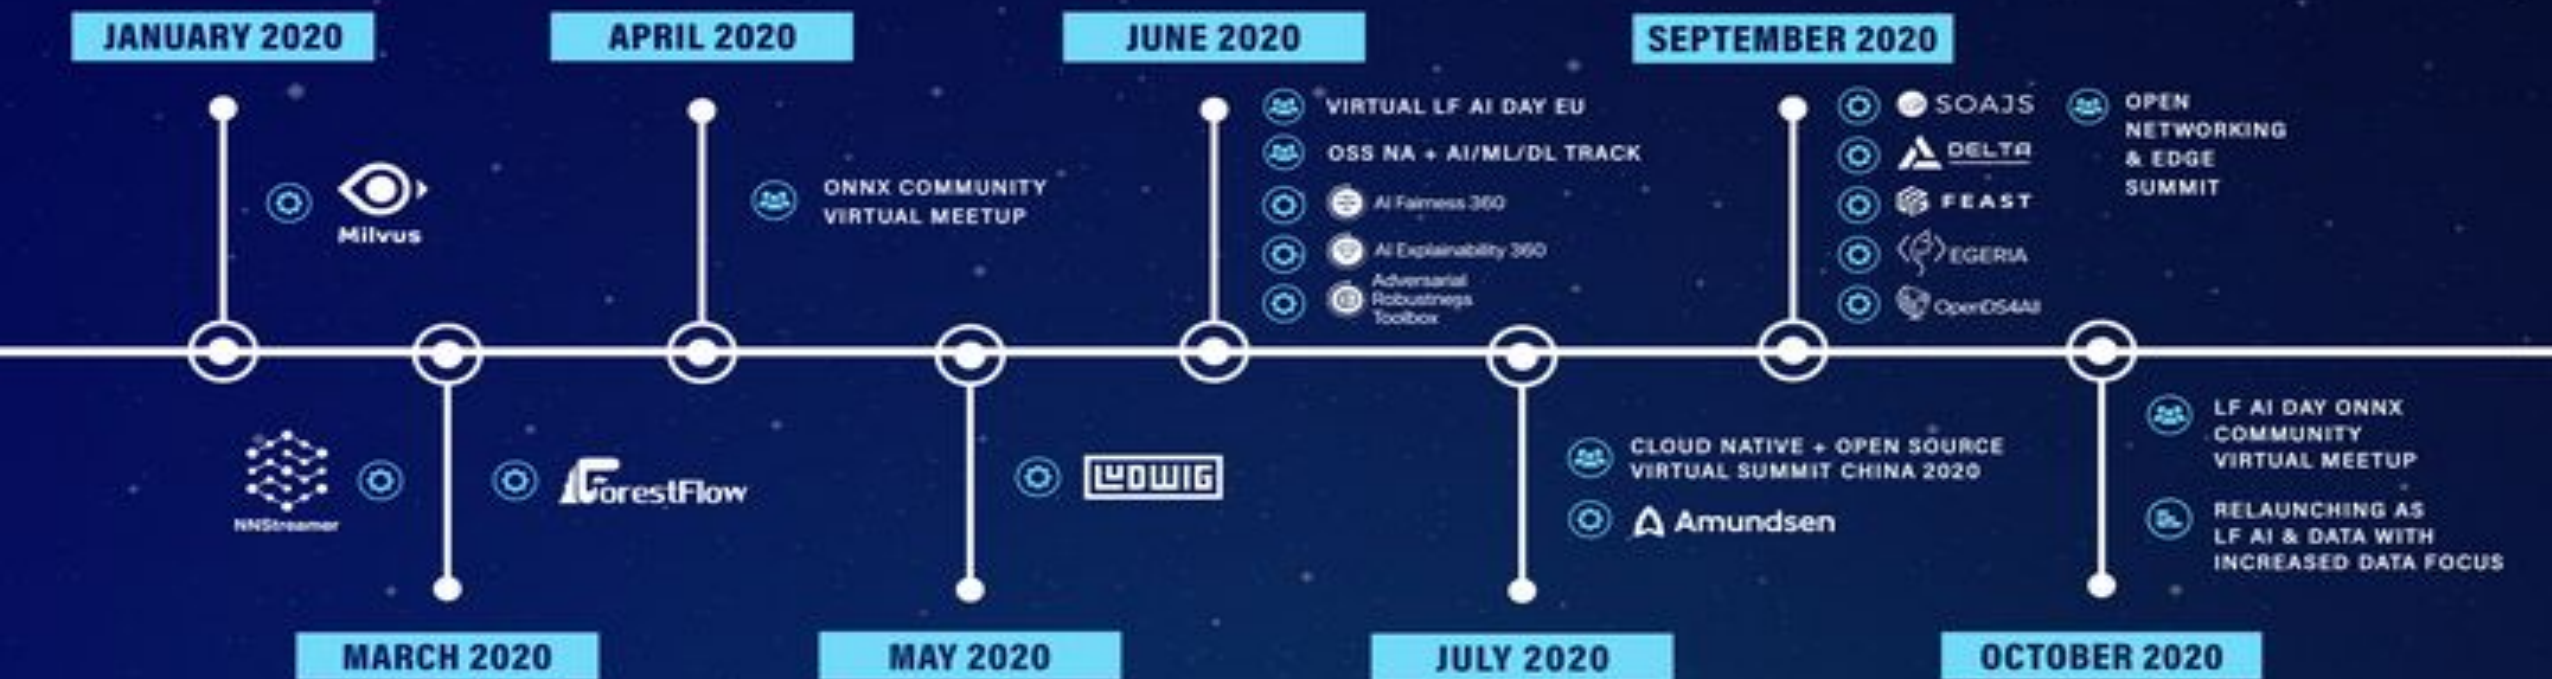 JANUARY 2020
Milvus
MARCH 2020
NNStreamer
ForestFlow
APRIL 2020
ONNX COMMUNITY
VIRTUAL MEETUP
MAY 2020
LUDWIG
JUNE 2020
VIRTUAL LF AI DAY EU
OSS NA + AI/ML/DL TRACK
AI Fairness 360
AI Explainability 360
Adversarial
Robustness
Toolbox
JULY 2020
CLOUD NATIVE + OPEN SOURCE
VIRTUAL SUMMIT CHINA 2020
Amundsen
SEPTEMBER 2020
SOAJS
DELTA
FEAST
EGERIA
OpenDS4All
OPEN
NETWORKING
& EDGE
SUMMIT
OCTOBER 2020
LF AI DAY ONNX
COMMUNITY
VIRTUAL MEETUP
RELAUNCHING AS
LF AI & DATA WITH
INCREASED DATA FOCUS